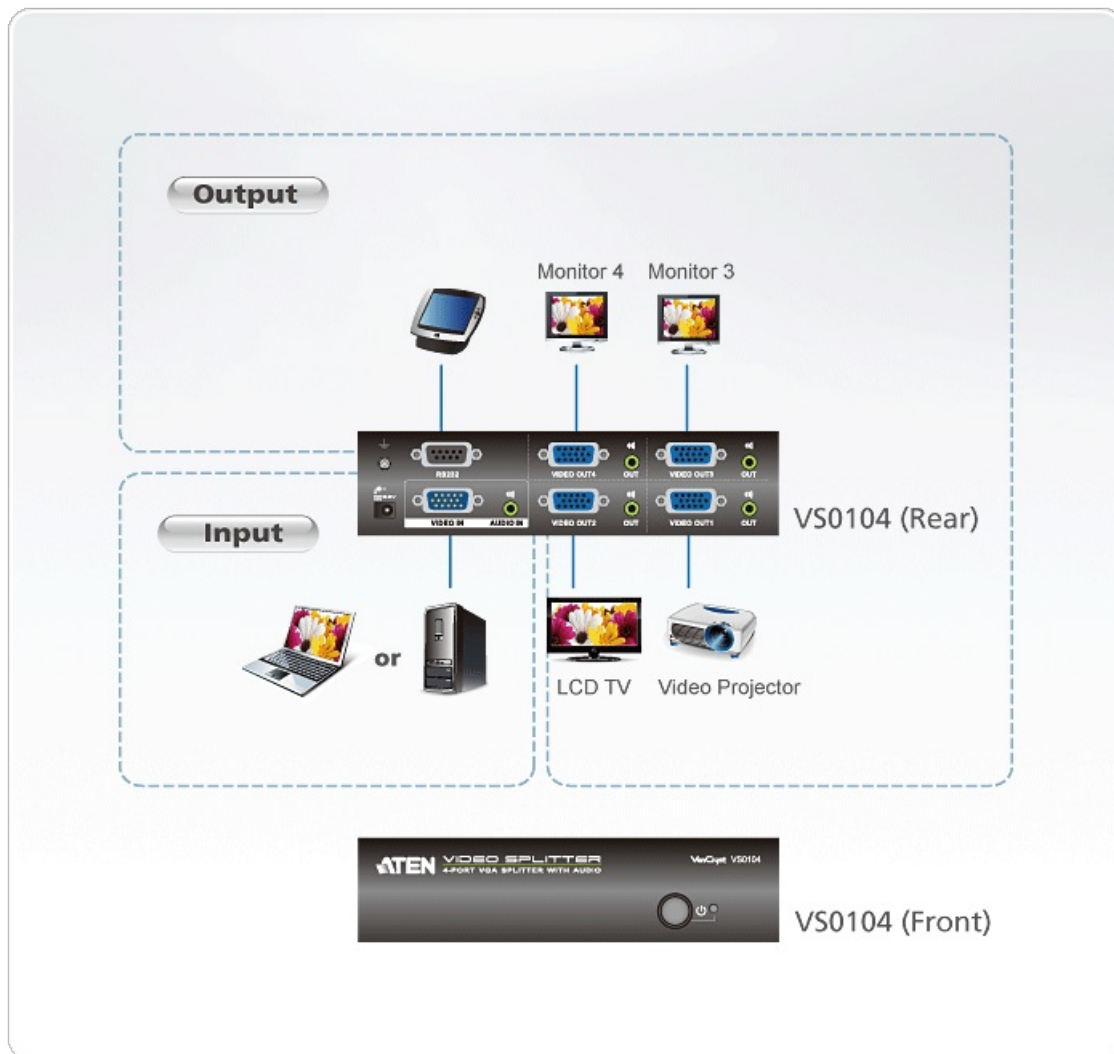 Output
Monitor 4
Monitor 3
RS232
VIDEO OUT4
OUT
VIDEO OUT3
OUT
VIDEO IN
AUDIO IN
VIDEO OUT2
OUT
VIDEO OUT1
OUT
VS0104 (Rear)
Input
or
LCD TV
Video Projector
ATEN
VIDEO SPLITTER
4-PORT VGA SPLITTER WITH AUDIO
VanCryst VS0104
VS0104 (Front)